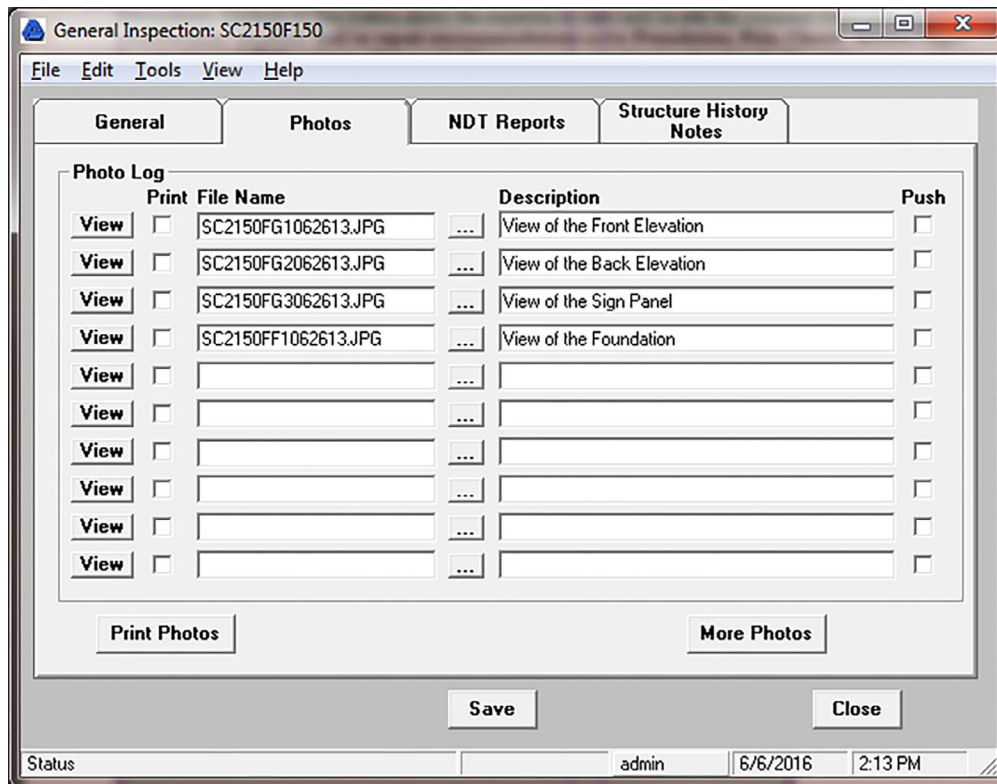 General Inspection: SC2150F150
File Edit Tools View Help
General Photos NDT Reports Structure History
Notes
Photo Log
Print File Name Description Push
View SC2150FG1062613.JPG ... View of the Front Elevation
View SC2150FG2062613.JPG ... View of the Back Elevation
View SC2150FG3062613.JPG ... View of the Sign Panel
View SC2150FF1062613.JPG ... View of the Foundation
View ...
View ...
View ...
View ...
View ...
View ...
Print Photos More Photos
Save Close
Status admin 6/6/2016 2:13 PM